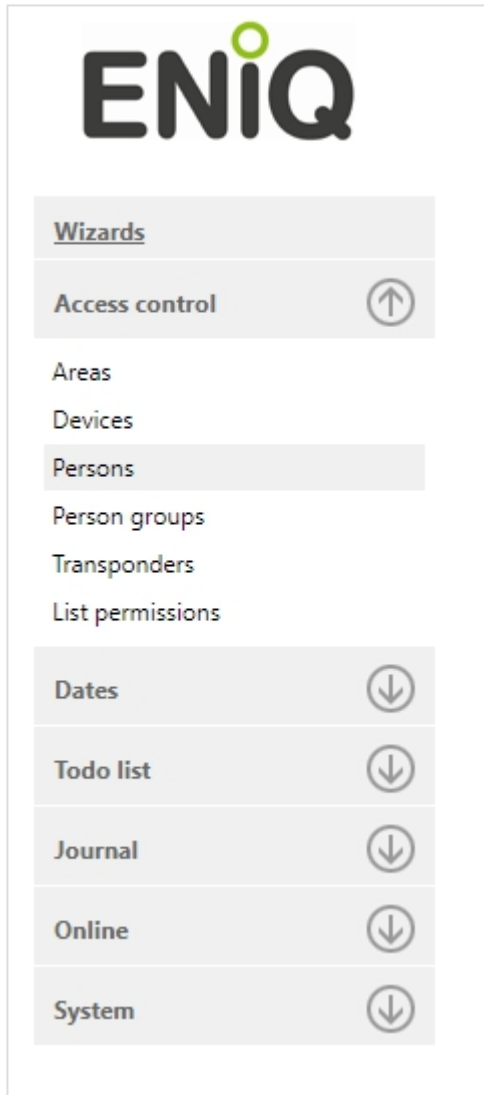 ENiQ
Wizards
Access control
Areas
Devices
Persons
Person groups
Transponders
List permissions
Dates
Todo list
Journal
Online
System